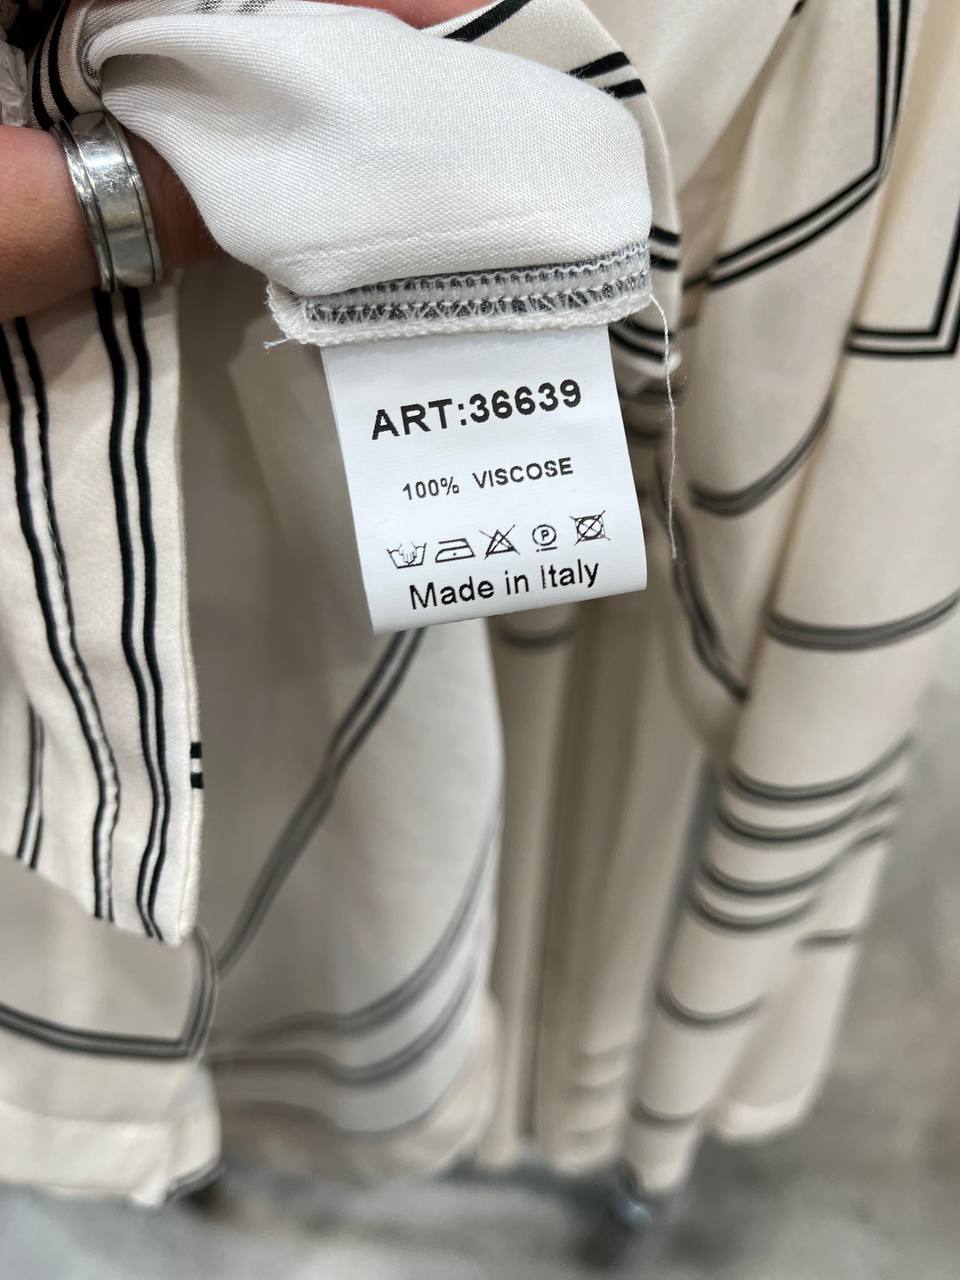 ART:36639
100% VISCOSE
P
Made in Italy